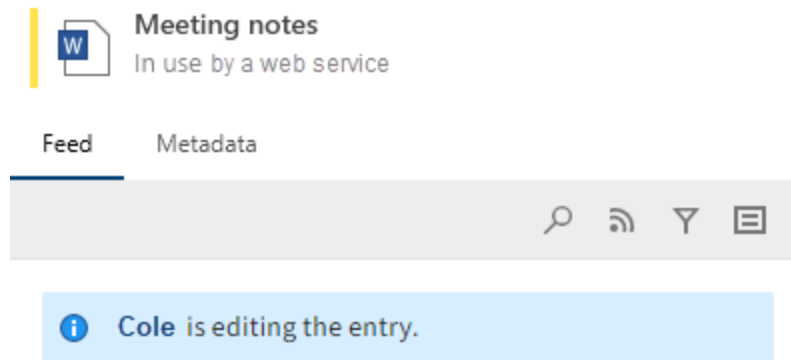 Meeting notes
W
In use by a web service
Feed Metadata
Cole is editing the entry.